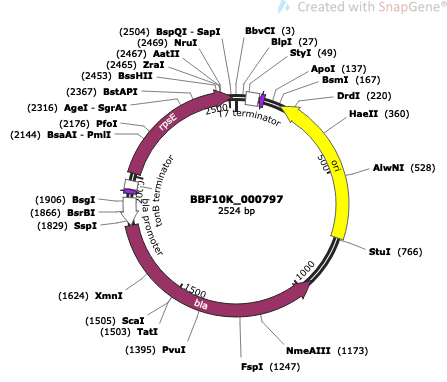 Created with SnapGene®
(2504) BspQI - SapI
(2469) NruI
(2467) AatII
(2465) ZraI
(2453) BssHII
(2367) BstAPI
(2316) AgeI - SgrAI
(2176) PfoI
(2144) BsaAI - PmlI
(1906) BsgI
(1866) BsrBI
(1829) SspI
(1624) XmnI
(1505) ScaI
(1503) TatI
(1395) PvuI
BbvCI (3)
BlpI (27)
StyI (49)
ApoI (137)
BsmI (167)
DrdI (220)
HaeII (360)
AlwNI (528)
StuI (766)
NmeAIII (1173)
FspI (1247)
2500
T7 terminator
500
1000
1500
rpsE
ori
bla
bla promoter
tonB terminator
BBF10K_000797
2524 bp